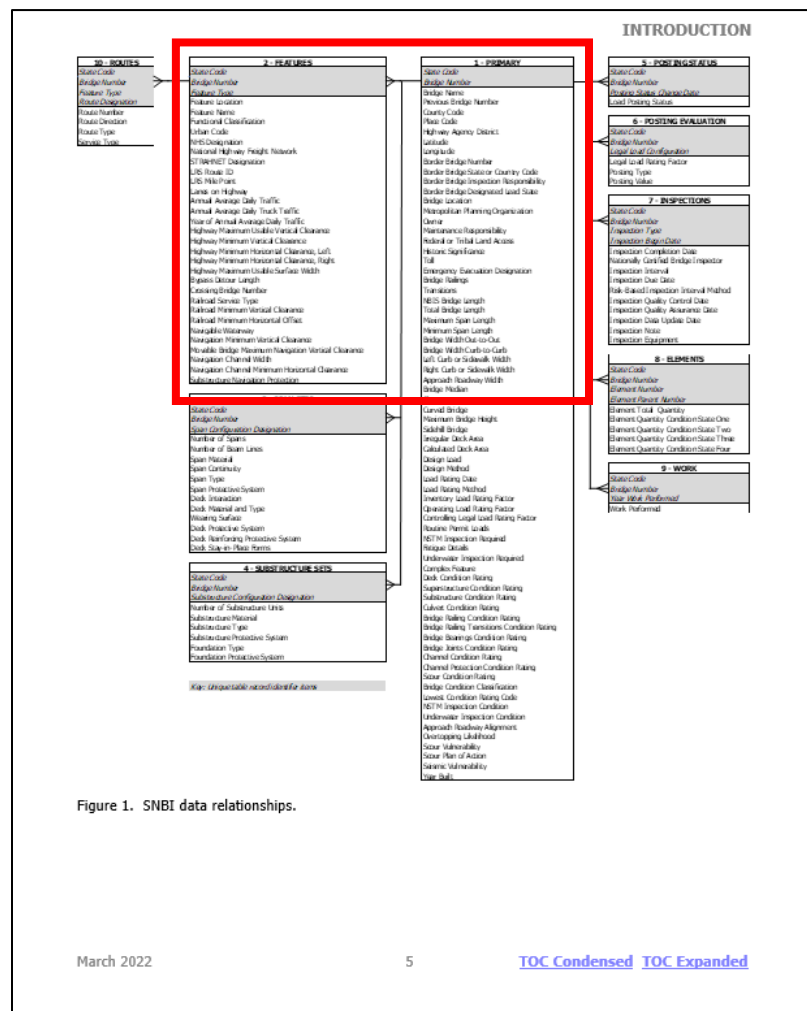 INTRODUCTION
10 - ROUTES
State Code
Bridge Number
Feature Type
Route Designation
Route Number
Route Direction
Route Type
Service Type
2 - FEATURES
State Code
Bridge Number
Feature Type
Feature Location
Feature Name
Functional Classification
Urban Code
NHS Designation
National Highway Freight Network
STRAHNET Designation
LRS Route ID
LRS Mile Point
Lanes on Highway
Annual Average Daily Traffic
Annual Average Daily Truck Traffic
Year of Annual Average Daily Traffic
Highway Maximum Usable Vertical Clearance
Highway Minimum Vertical Clearance
Highway Minimum Horizontal Clearance, Left
Highway Minimum Horizontal Clearance, Right
Highway Maximum Usable Surface Width
Bypass Detour Length
Crossing Bridge Number
Railroad Service Type
Railroad Minimum Vertical Clearance
Railroad Minimum Horizontal Offset
Navigable Waterway
Navigation Minimum Vertical Clearance
Movable Bridge Maximum Navigation Vertical Clearance
Navigation Channel Width
Navigation Channel Minimum Horizontal Clearance
Substructure Navigation Protection
State Code
Bridge Number
Span Configuration Designation
Number of Spans
Number of Beam Lines
Span Material
Span Continuity
Span Type
Span Protective System
Deck Interaction
Deck Material and Type
Wearing Surface
Deck Protective System
Deck Reinforcing Protective System
Deck Stay-in-Place Forms
4 - SUBSTRUCTURE SETS
State Code
Bridge Number
Substructure Configuration Designation
Number of Substructure Units
Substructure Material
Substructure Type
Substructure Protective System
Foundation Type
Foundation Protective System
Key: Unique table record identifier items
1 - PRIMARY
State Code
Bridge Number
Bridge Name
Previous Bridge Number
County Code
Place Code
Highway Agency District
Latitude
Longitude
Border Bridge Number
Border Bridge State or Country Code
Border Bridge Inspection Responsibility
Border Bridge Designated Lead State
Bridge Location
Metropolitan Planning Organization
Owner
Maintenance Responsibility
Federal or Tribal Land Access
Historic Significance
Toll
Emergency Evacuation Designation
Bridge Railings
Transitions
NBIS Bridge Length
Total Bridge Length
Maximum Span Length
Minimum Span Length
Bridge Width Out-to-Out
Bridge Width Curb-to-Curb
Left Curb or Sidewalk Width
Right Curb or Sidewalk Width
Approach Roadway Width
Bridge Median
Curved Bridge
Maximum Bridge Height
Sidehill Bridge
Irregular Deck Area
Calculated Deck Area
Design Load
Design Method
Load Rating Date
Load Rating Method
Inventory Load Rating Factor
Operating Load Rating Factor
Controlling Legal Load Rating Factor
Routine Permit Loads
NSTM Inspection Required
Fatigue Details
Underwater Inspection Required
Complex Feature
Deck Condition Rating
Superstructure Condition Rating
Substructure Condition Rating
Culvert Condition Rating
Bridge Railing Condition Rating
Bridge Railing Transitions Condition Rating
Bridge Bearings Condition Rating
Bridge Joints Condition Rating
Channel Condition Rating
Channel Protection Condition Rating
Scour Condition Rating
Bridge Condition Classification
Lowest Condition Rating Code
NSTM Inspection Condition
Underwater Inspection Condition
Approach Roadway Alignment
Overtopping Likelihood
Scour Vulnerability
Scour Plan of Action
Seismic Vulnerability
Year Built
5 - POSTING STATUS
State Code
Bridge Number
Posting Status Change Date
Load Posting Status
6 - POSTING EVALUATION
State Code
Bridge Number
Legal Load Configuration
Legal Load Rating Factor
Posting Type
Posting Value
7 - INSPECTIONS
State Code
Bridge Number
Inspection Type
Inspection Begin Date
Inspection Completion Date
Nationally Certified Bridge Inspector
Inspection Interval
Inspection Due Date
Risk-Based Inspection Interval Method
Inspection Quality Control Date
Inspection Quality Assurance Date
Inspection Data Update Date
Inspection Note
Inspection Equipment
8 - ELEMENTS
State Code
Bridge Number
Element Number
Element Parent Number
Element Total Quantity
Element Quantity Condition State One
Element Quantity Condition State Two
Element Quantity Condition State Three
Element Quantity Condition State Four
9 - WORK
State Code
Bridge Number
Year Work Performed
Work Performed
Figure 1. SNBI data relationships.
March 2022
5
TOC Condensed TOC Expanded